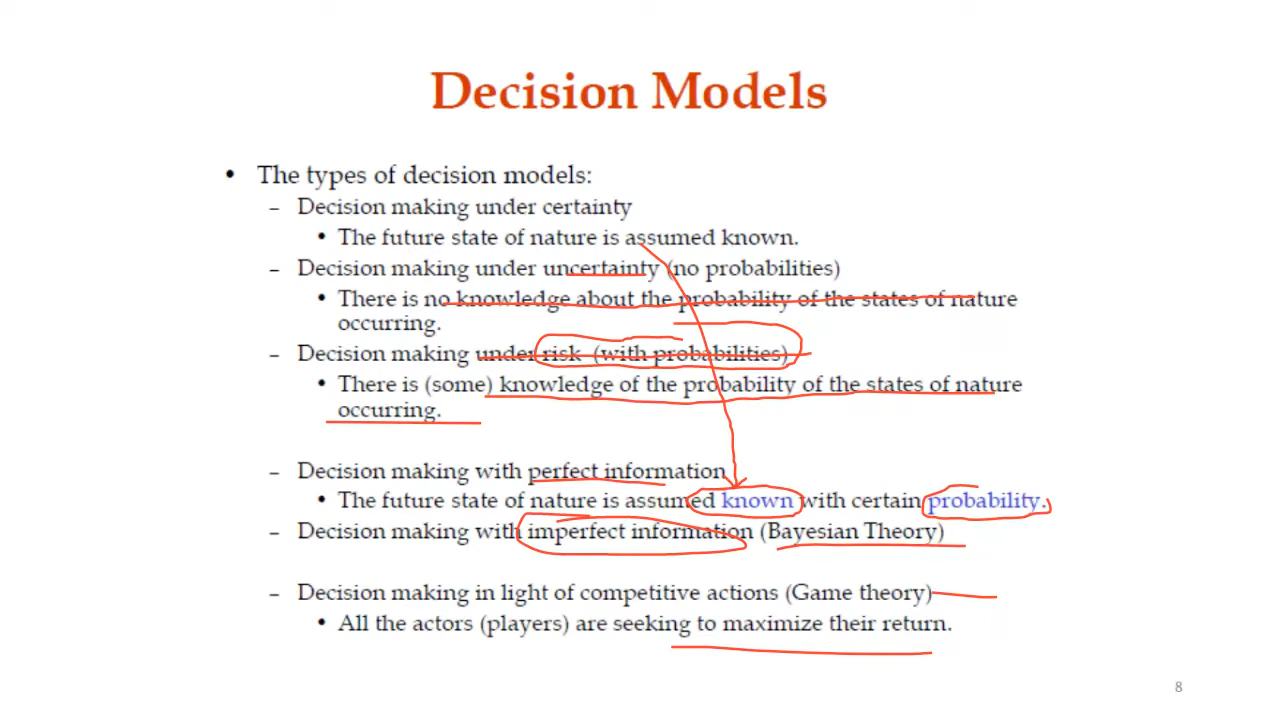 Decision Models
• The types of decision models:
– Decision making under certainty
• The future state of nature is assumed known.
– Decision making under uncertainty (no probabilities)
• There is no knowledge about the probability of the states of nature
occurring.
– Decision making under risk (with probabilities)
• There is (some) knowledge of the probability of the states of nature
occurring.
– Decision making with perfect information
• The future state of nature is assumed known with certain probability.
– Decision making with imperfect information (Bayesian Theory)
– Decision making in light of competitive actions (Game theory)
• All the actors (players) are seeking to maximize their return.
8